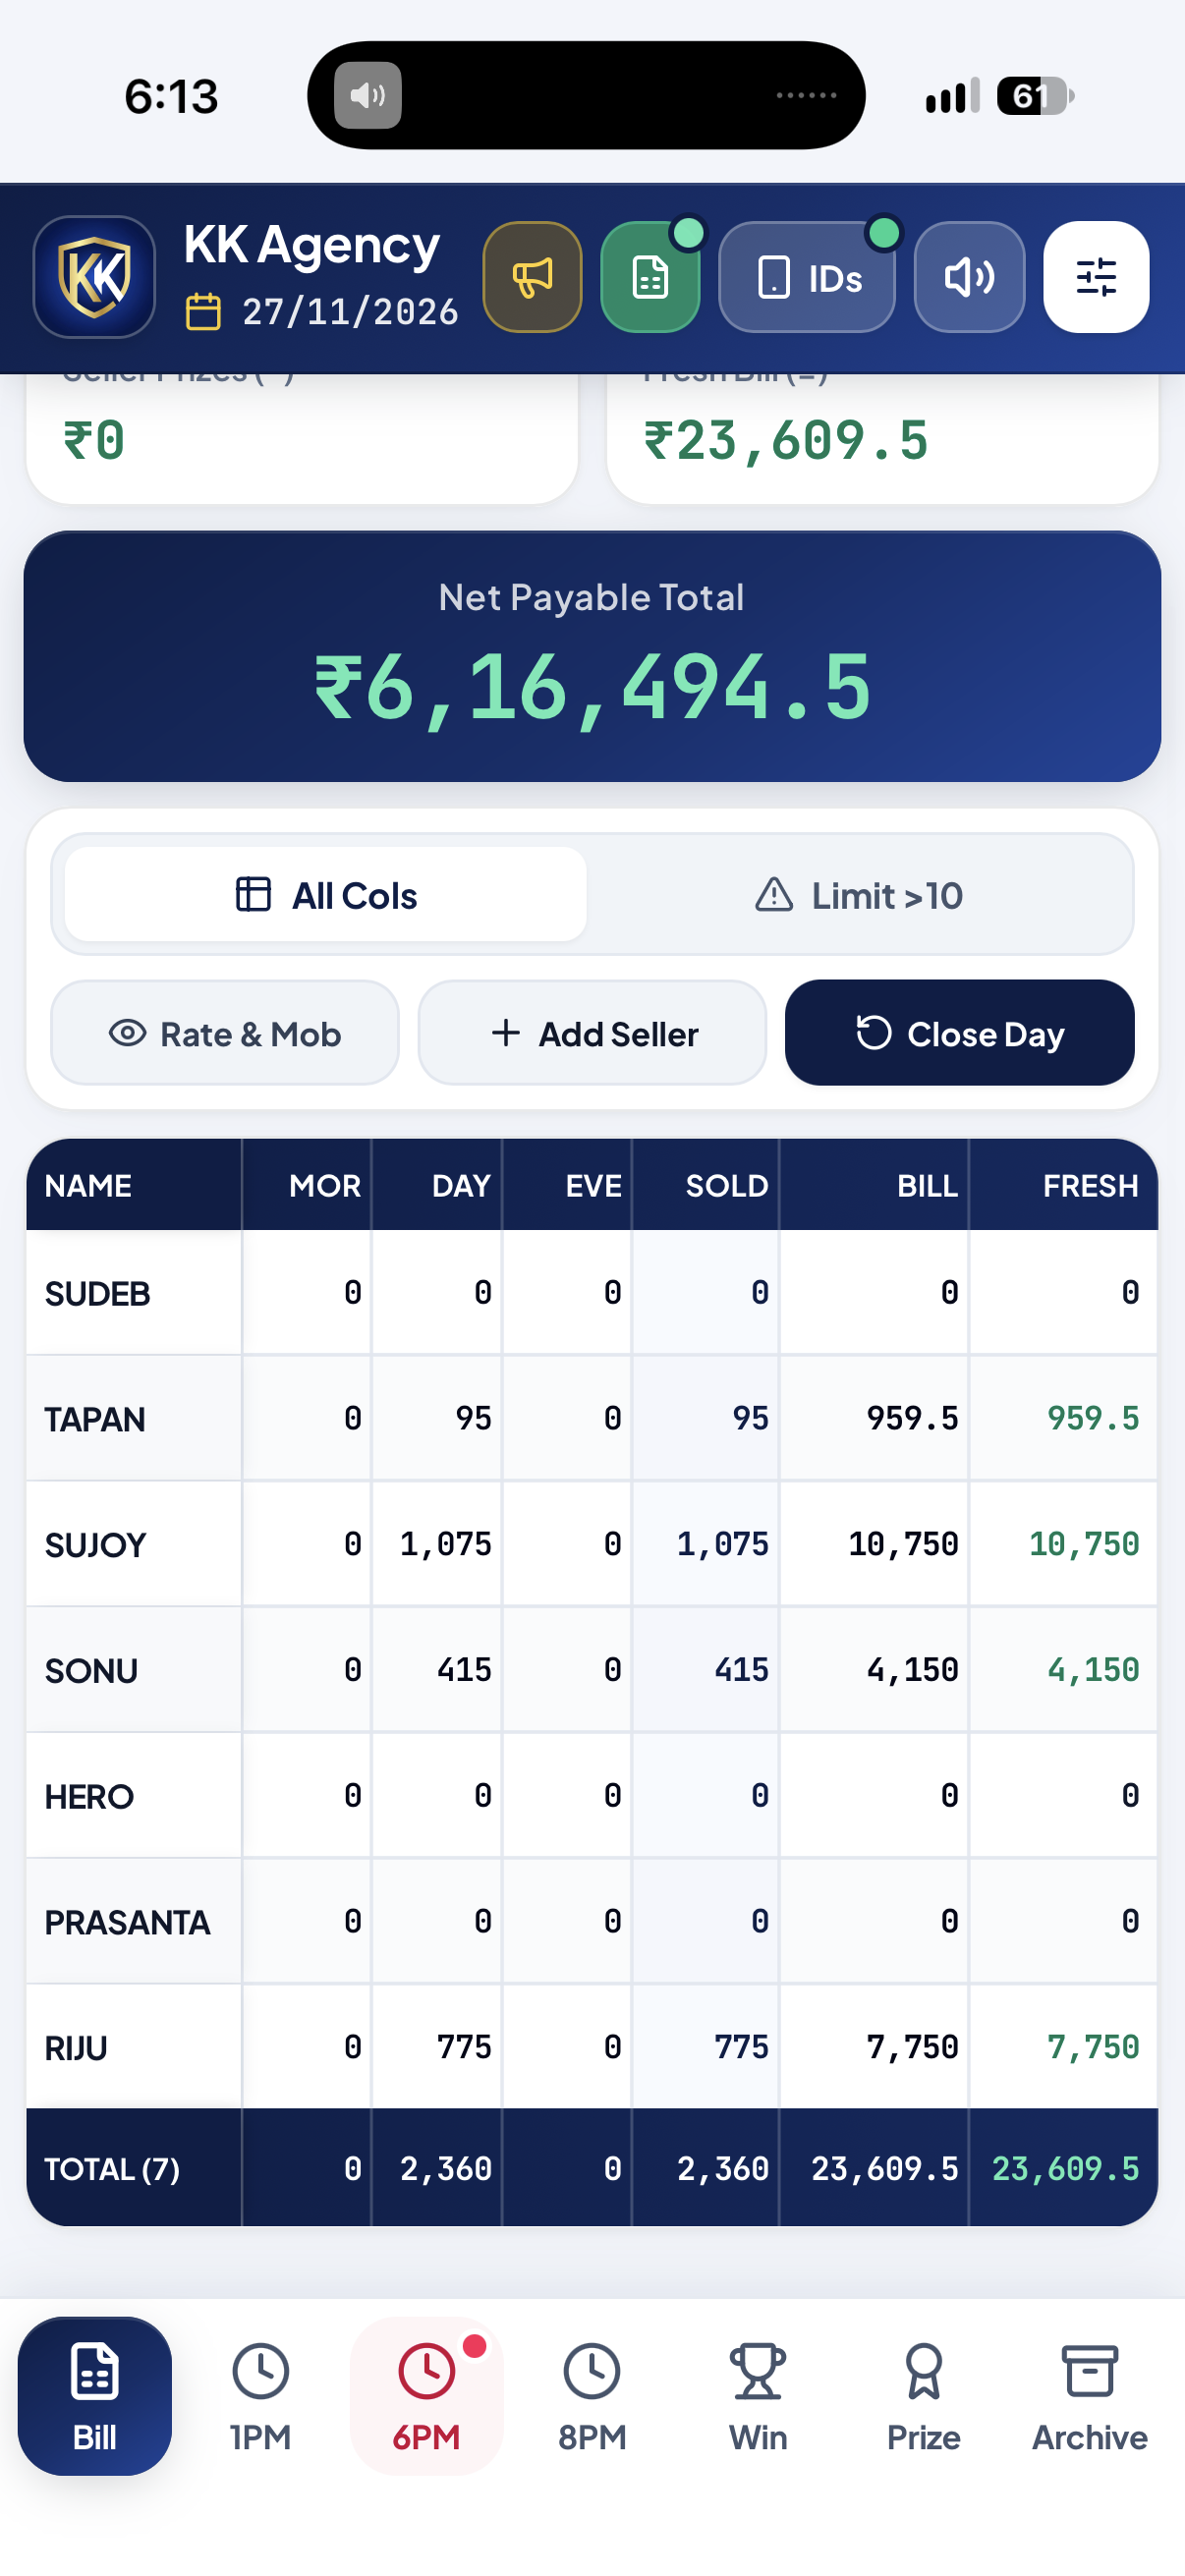 6:13
61
KK
KK Agency
27/11/2026
IDs
Seller Prizes (-)
Fresh Bill (=)
₹0
₹23,609.5
Net Payable Total
₹6,16,494.5
All Cols
Limit >10
Rate & Mob
Add Seller
Close Day
NAME MOR DAY EVE SOLD BILL FRESH
SUDEB 0 0 0 0 0 0
TAPAN 0 95 0 95 959.5 959.5
SUJOY 0 1,075 0 1,075 10,750 10,750
SONU 0 415 0 415 4,150 4,150
HERO 0 0 0 0 0 0
PRASANTA 0 0 0 0 0 0
RIJU 0 775 0 775 7,750 7,750
TOTAL (7) 0 2,360 0 2,360 23,609.5 23,609.5
Bill 1PM 6PM 8PM Win Prize Archive